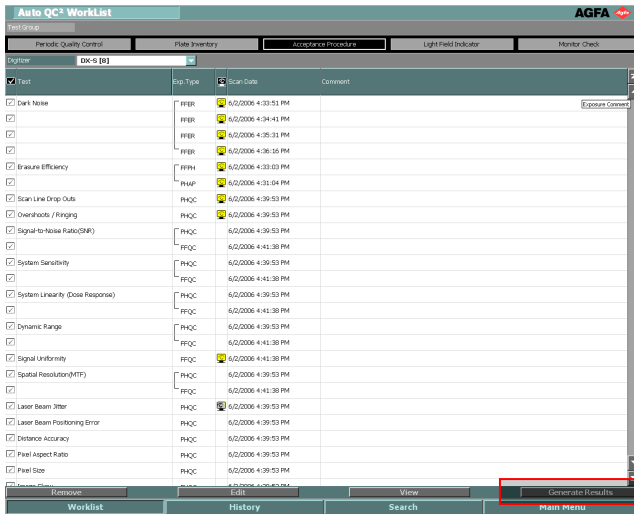 Auto QC² WorkList
AGFA
Agfa
Test Group
Periodic Quality Control Plate Inventory Acceptance Procedure Light Field Indicator Monitor Check
Digitizer DX-S [8]
Test Exp.Type Scan Date Comment
Dark Noise FFER 6/2/2006 4:33:51 PM
Exposure Comment
FFER 6/2/2006 4:34:41 PM
FFER 6/2/2006 4:35:31 PM
FFER 6/2/2006 4:36:16 PM
Erasure Efficiency FFPH 6/2/2006 4:33:03 PM
PHAP 6/2/2006 4:31:04 PM
Scan Line Drop Outs PHQC 6/2/2006 4:39:53 PM
Overshoots / Ringing PHQC 6/2/2006 4:39:53 PM
Signal-to-Noise Ratio(SNR) PHQC 6/2/2006 4:39:53 PM
FFQC 6/2/2006 4:41:38 PM
System Sensitivity PHQC 6/2/2006 4:39:53 PM
FFQC 6/2/2006 4:41:38 PM
System Linearity (Dose Response) PHQC 6/2/2006 4:39:53 PM
FFQC 6/2/2006 4:41:38 PM
Dynamic Range PHQC 6/2/2006 4:39:53 PM
FFQC 6/2/2006 4:41:38 PM
Signal Uniformity FFQC 6/2/2006 4:41:38 PM
Spatial Resolution(MTF) PHQC 6/2/2006 4:39:53 PM
FFQC 6/2/2006 4:41:38 PM
Laser Beam Jitter PHQC 6/2/2006 4:39:53 PM
Laser Beam Positioning Error PHQC 6/2/2006 4:39:53 PM
Distance Accuracy PHQC 6/2/2006 4:39:53 PM
Pixel Aspect Ratio PHQC 6/2/2006 4:39:53 PM
Pixel Size PHQC 6/2/2006 4:39:53 PM
Remove Edit View Generate Results
Worklist History Search Main Menu